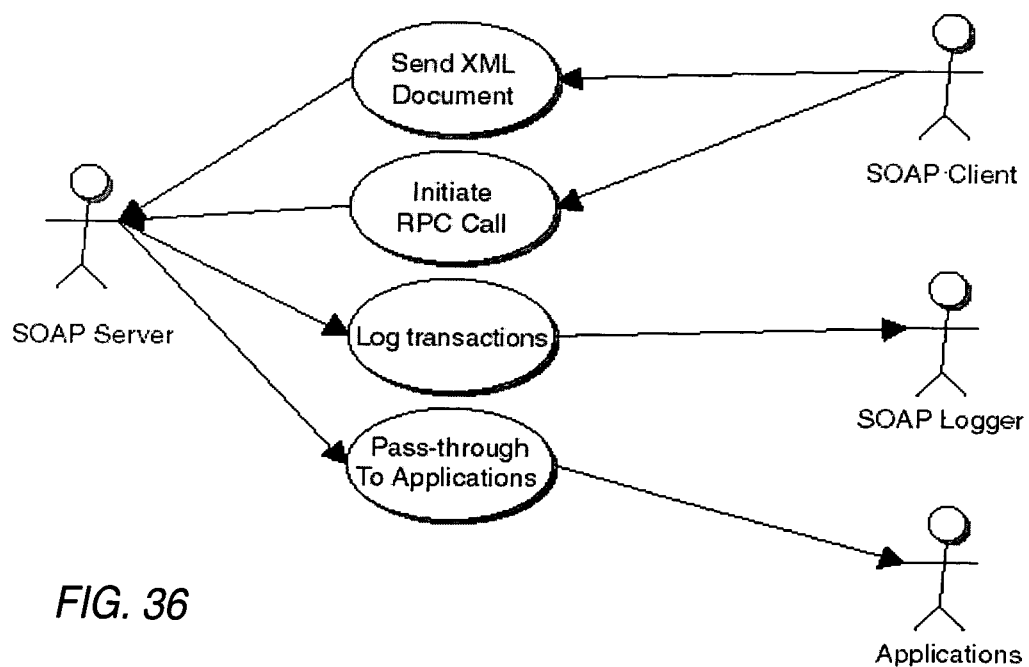 Send XML
Document
SOAP Client
Initiate
RPC Call
SOAP Server
Log transactions
SOAP Logger
Pass-through
To Applications
FIG. 36
Applications